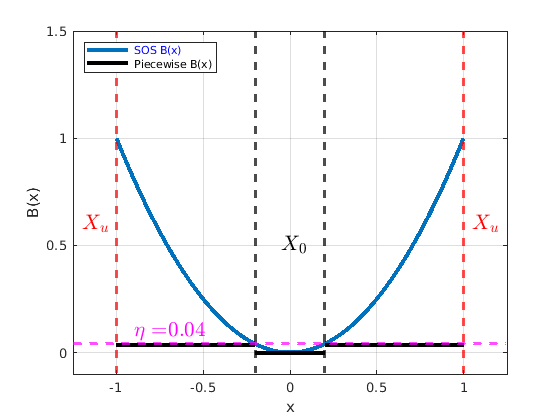 1.5
SOS B(x)
Piecewise B(x)
1
B(x)
X_u
X_u
X_0
0.5
η = 0.04
0
-1
-0.5
0
0.5
1
x